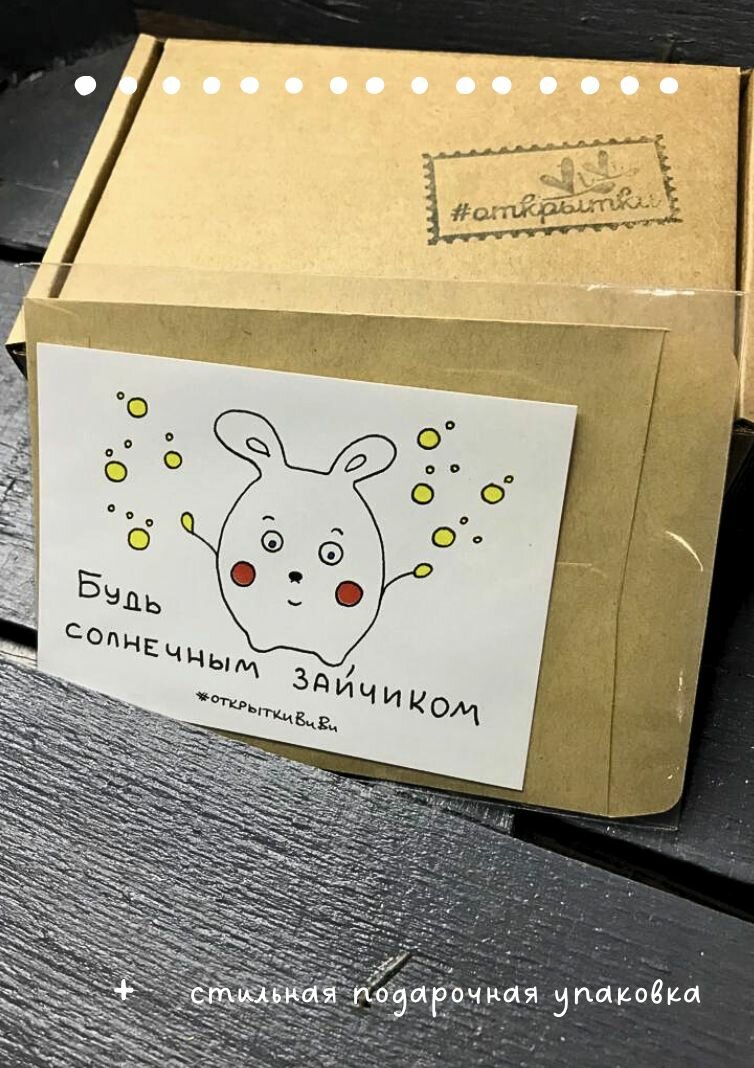 #открытки
Будь
солнечным зайчиком
#открыткиВиВи
+ стильная подарочная упаковка